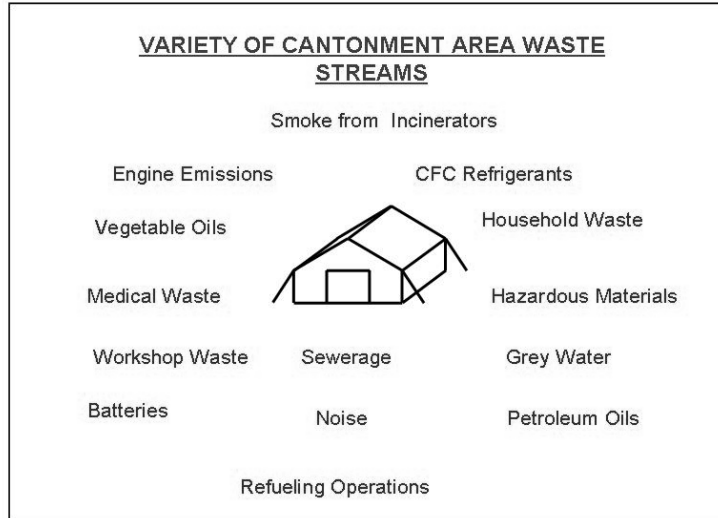 VARIETY OF CANTONMENT AREA WASTE
STREAMS
Smoke from Incinerators
Engine Emissions
CFC Refrigerants
Vegetable Oils
Household Waste
Medical Waste
Hazardous Materials
Workshop Waste
Sewerage
Grey Water
Batteries
Noise
Petroleum Oils
Refueling Operations